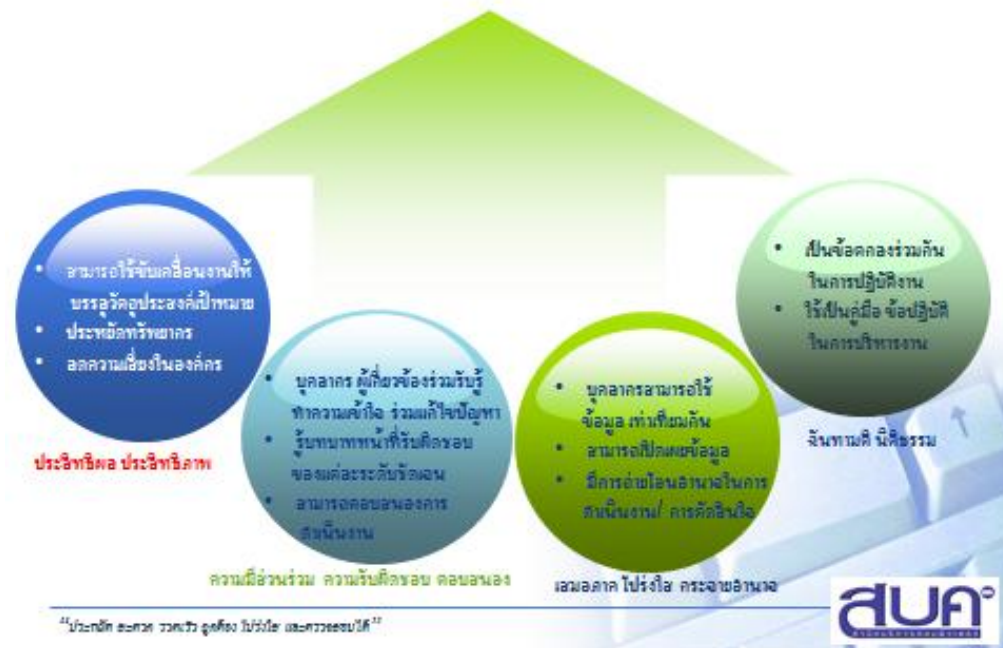 • สามารถใช้ขับเคลื่อนงานให้
บรรลุวัตถุประสงค์เป้าหมาย
• ประหยัดทรัพยากร
• ลดความเสี่ยงในองค์กร
ประสิทธิผล ประสิทธิภาพ
• บุคลากร ผู้เกี่ยวข้องร่วมรับรู้
ทำความเข้าใจ ร่วมแก้ไขปัญหา
• รู้บทบาทหน้าที่รับผิดชอบ
ของแต่ละระดับชัดเจน
• สามารถตอบสนองการ
ดำเนินงาน
ความมีส่วนร่วม ความรับผิดชอบ ตอบสนอง
• บุคลากรสามารถใช้
ข้อมูล เท่าเทียมกัน
• สามารถเปิดเผยข้อมูล
• มีการถ่ายโอนอำนาจในการ
ดำเนินงาน/ การตัดสินใจ
เสมอภาค โปร่งใส กระจายอำนาจ
• เป็นข้อตกลงร่วมกัน
ในการปฏิบัติงาน
• ใช้เป็นคู่มือ ข้อปฏิบัติ
ในการบริหารงาน
ฉันทามติ นิติธรรม
"ประหยัด สะดวก รวดเร็ว ถูกต้อง โปร่งใส และตรวจสอบได้"
สบค